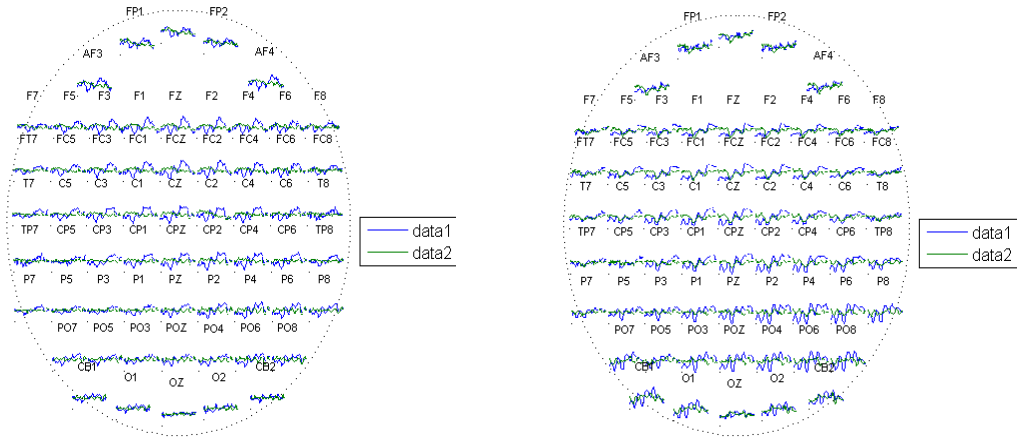 FP1 FP2
AF3 AF4
F7 F5 F3 F1 FZ F2 F4 F6 F8
FT7 FC5 FC3 FC1 FCZ FC2 FC4 FC6 FC8
T7 C5 C3 C1 CZ C2 C4 C6 T8
TP7 CP5 CP3 CP1 CPZ CP2 CP4 CP6 TP8
P7 P5 P3 P1 PZ P2 P4 P6 P8
PO7 PO5 PO3 POZ PO4 PO6 PO8
CB1 O1 OZ O2 CB2
data1
data2
FP1 FP2
AF3 AF4
F7 F5 F3 F1 FZ F2 F4 F6 F8
FT7 FC5 FC3 FC1 FCZ FC2 FC4 FC6 FC8
T7 C5 C3 C1 CZ C2 C4 C6 T8
TP7 CP5 CP3 CP1 CPZ CP2 CP4 CP6 TP8
P7 P5 P3 P1 PZ P2 P4 P6 P8
PO7 PO5 PO3 POZ PO4 PO6 PO8
CB1 O1 OZ O2 CB2
data1
data2